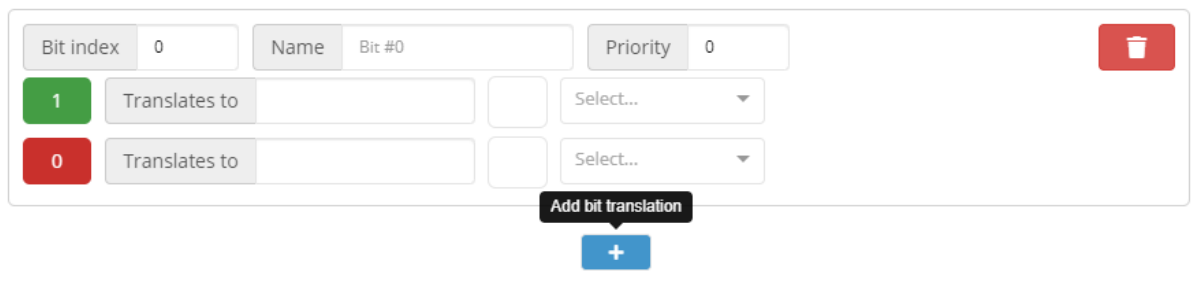 Bit index 0 Name Bit #0 Priority 0
1 Translates to Select...
0 Translates to Select...
Add bit translation
+